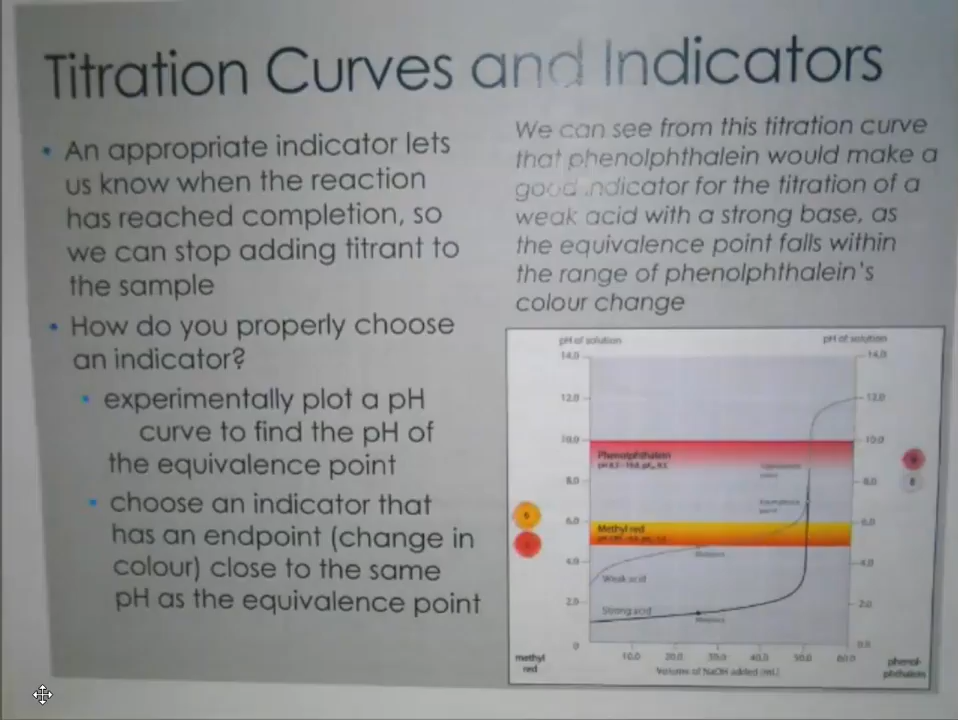 Titration Curves and Indicators
• An appropriate indicator lets
us know when the reaction
has reached completion, so
we can stop adding titrant to
the sample
• How do you properly choose
an indicator?
• experimentally plot a pH
curve to find the pH of
the equivalence point
• choose an indicator that
has an endpoint (change in
colour) close to the same
pH as the equivalence point
We can see from this titration curve
that phenolphthalein would make a
good indicator for the titration of a
weak acid with a strong base, as
the equivalence point falls within
the range of phenolphthalein's
colour change
pH of solution
pH of solution
14.0
14.0
12.0
12.0
10.0
10.0
Phenolphthalein
8.0
8.0
6.0
6.0
Methyl red
4.0
4.0
Weak acid
2.0
2.0
Strong acid
0
0.0
10.0 20.0 30.0 40.0 50.0 60.0
Volume of NaOH added (mL)
methyl
red
phenol-
phthalein